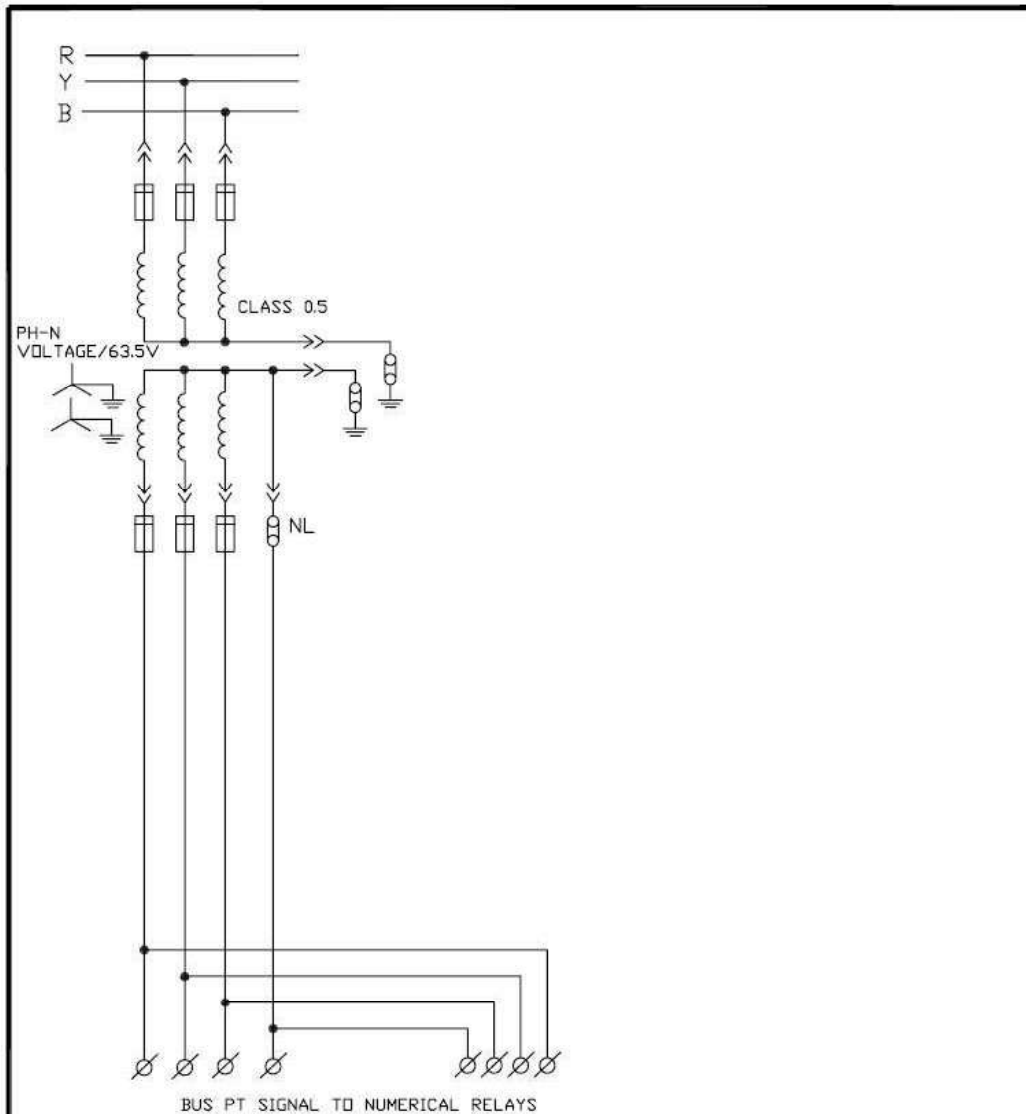 R
Y
B
CLASS 0.5
PH-N
VOLTAGE/63.5V
NL
BUS PT SIGNAL TO NUMERICAL RELAYS